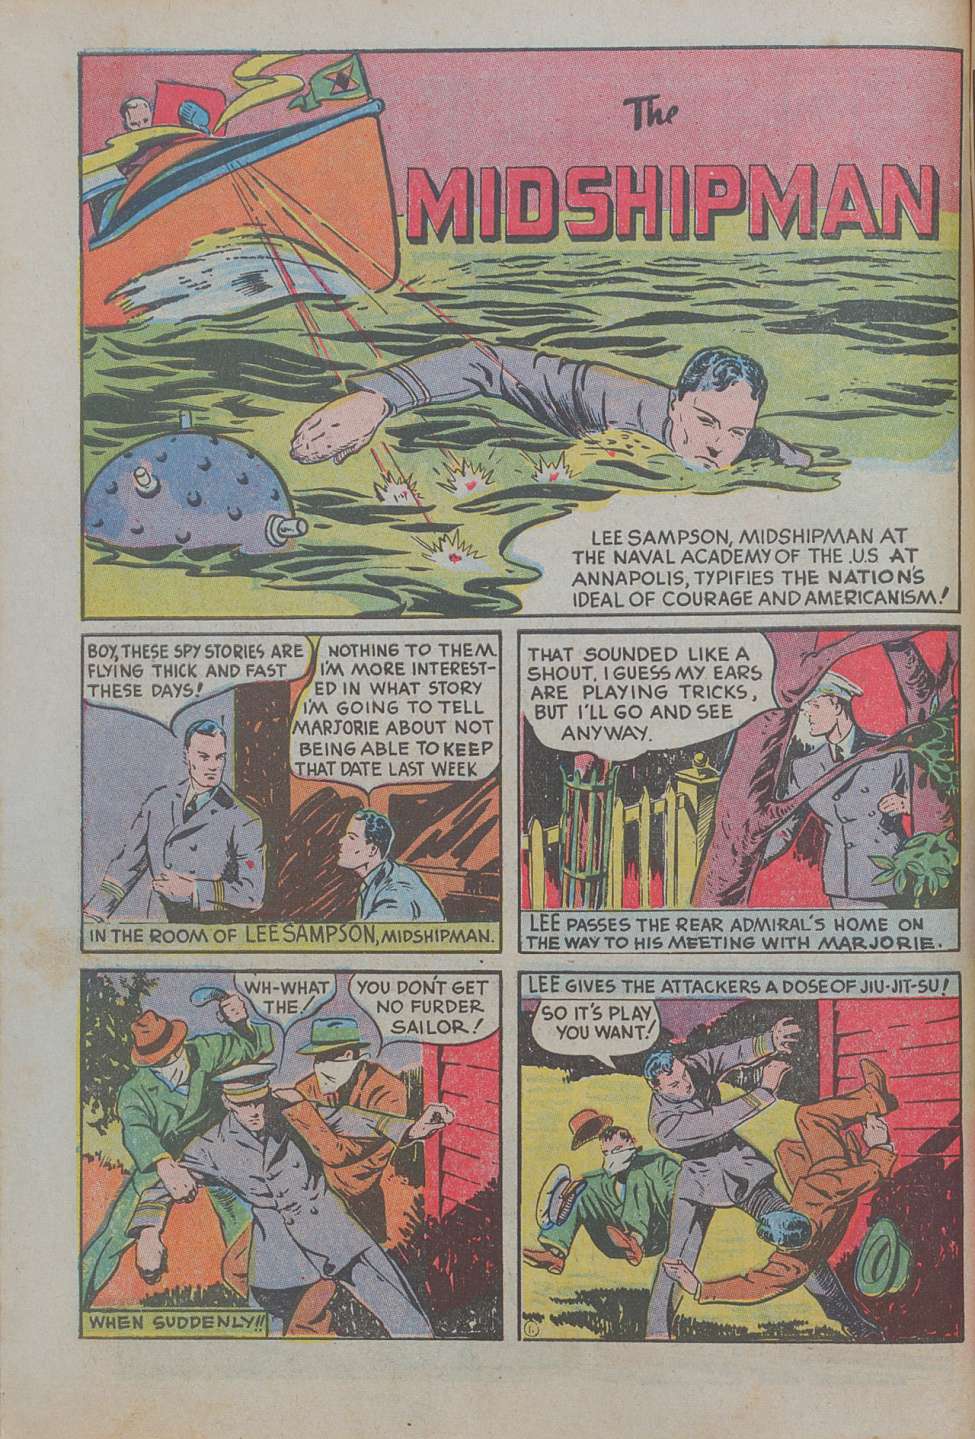 The
MIDSHIPMAN
LEE SAMPSON, MIDSHIPMAN AT
THE NAVAL ACADEMY OF THE .U.S AT
ANNAPOLIS, TYPIFIES THE NATION'S
IDEAL OF COURAGE AND AMERICANISM!
BOY, THESE SPY STORIES ARE
FLYING THICK AND FAST
THESE DAYS!
NOTHING TO THEM.
I'M MORE INTEREST-
ED IN WHAT STORY
I'M GOING TO TELL
MARJORIE ABOUT NOT
BEING ABLE TO KEEP
THAT DATE LAST WEEK
IN THE ROOM OF LEE SAMPSON, MIDSHIPMAN.
THAT SOUNDED LIKE A
SHOUT. I GUESS MY EARS
ARE PLAYING TRICKS,
BUT I'LL GO AND SEE
ANYWAY.
LEE PASSES THE REAR ADMIRAL'S HOME ON
THE WAY TO HIS MEETING WITH MARJORIE.
WH-WHAT
THE!
YOU DON'T GET
NO FURDER
SAILOR!
WHEN SUDDENLY!!
LEE GIVES THE ATTACKERS A DOSE OF JIU-JIT-SU!
SO IT'S PLAY
YOU WANT!
1.